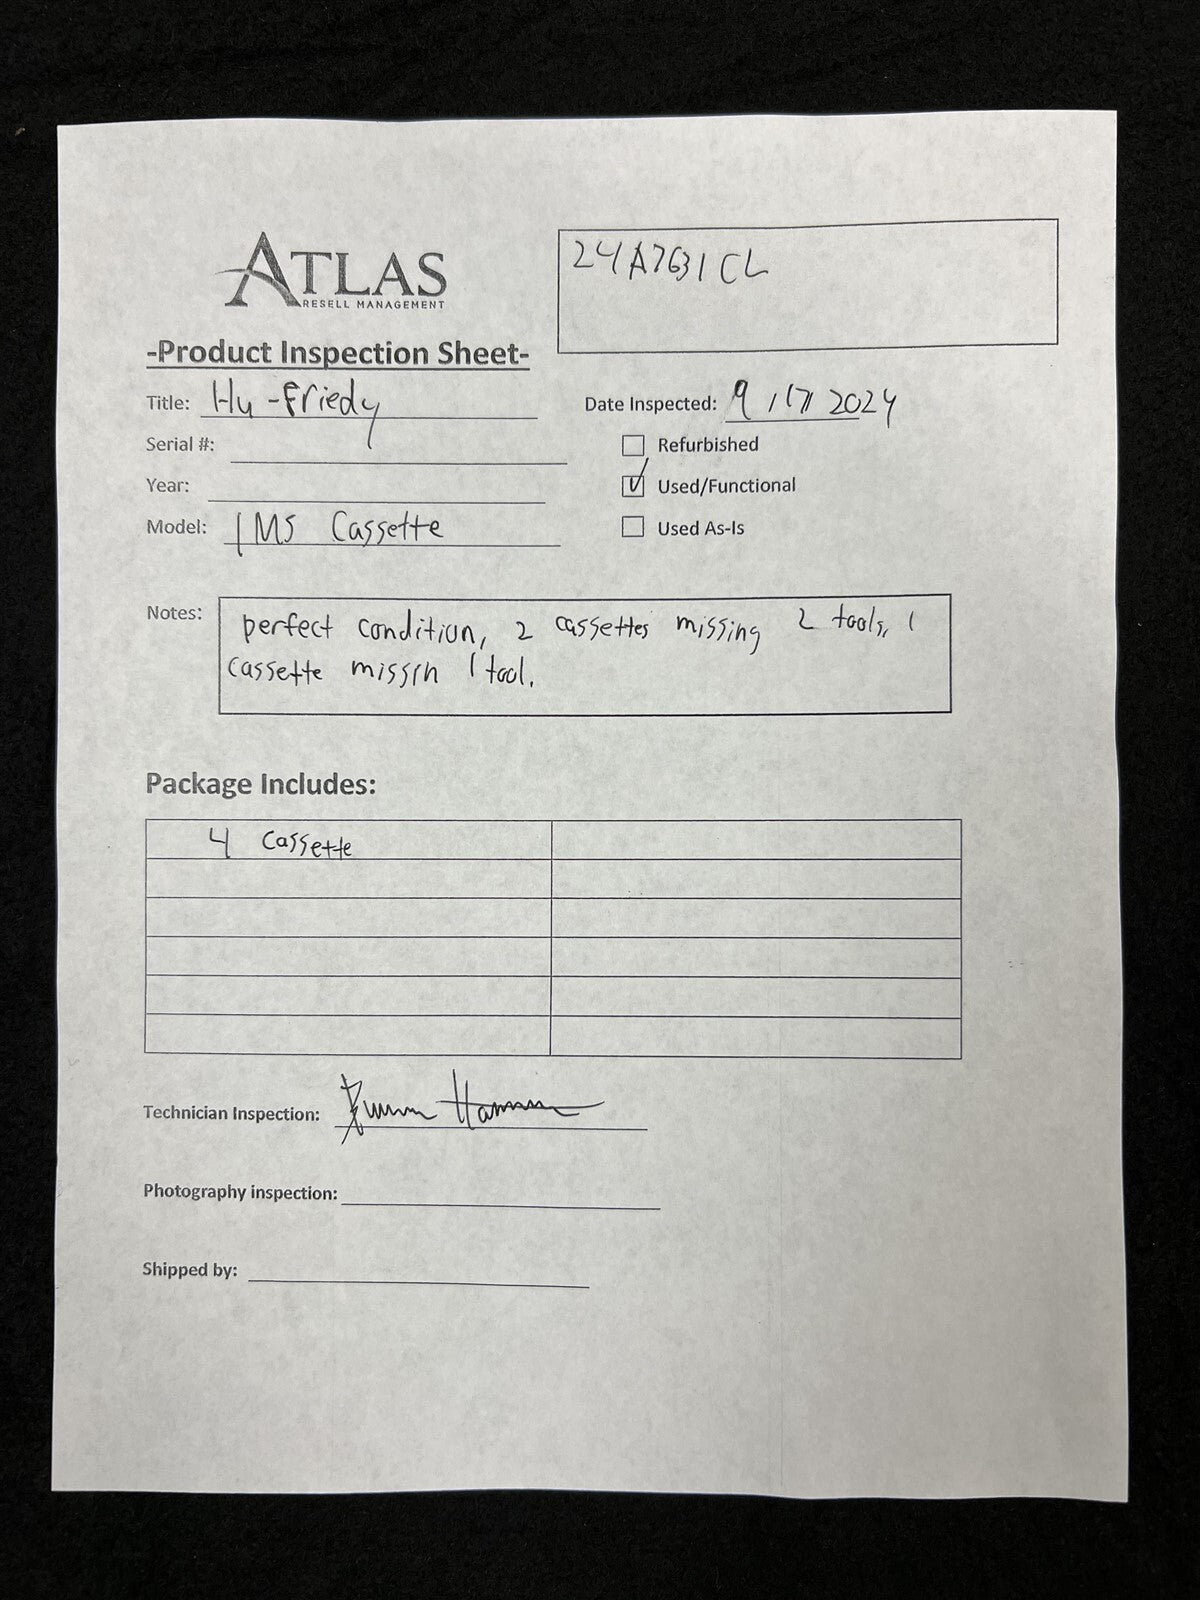 ATLAS
RESELL MANAGEMENT
24A7631CL
-Product Inspection Sheet-
Title: Hu-Friedy
Date Inspected: 9/17/2024
Serial #:
Refurbished
Year:
Used/Functional
Model: IMS Cassette
Used As-Is
Notes: perfect condition, 2 cassettes missing 2 tools, 1
cassette missin 1 tool.
Package Includes:
4 Cassette
Technician Inspection:
Photography inspection:
Shipped by: